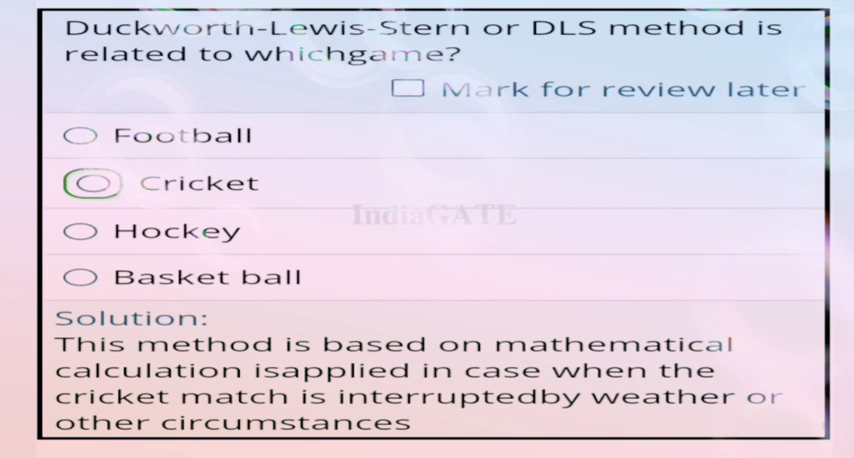 Duckworth-Lewis-Stern or DLS method is
related to whichgame?
Mark for review later
Football
Cricket
IndiaGATE
Hockey
Basket ball
Solution:
This method is based on mathematical
calculation isapplied in case when the
cricket match is interruptedby weather or
other circumstances